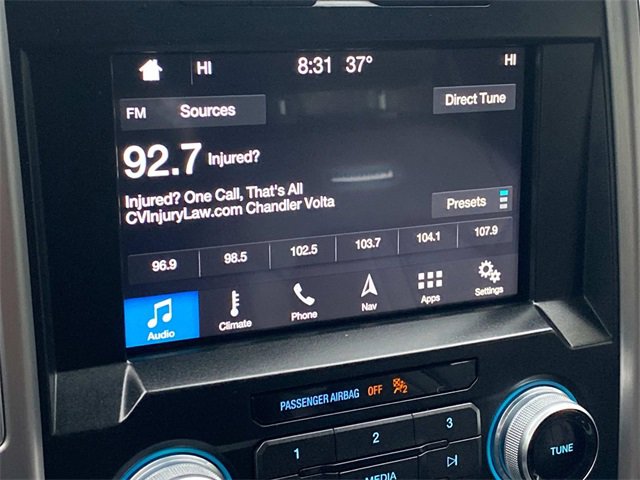 HI 8:31 37° HI
FM Sources Direct Tune
92.7 Injured?
Injured? One Call, That's All
CVInjuryLaw.com Chandler Volta
Presets
96.9 98.5 102.5 103.7 104.1 107.9
Audio Climate Phone Nav Apps Settings
PASSENGER AIRBAG OFF 2
1 2 3
MEDIA
TUNE